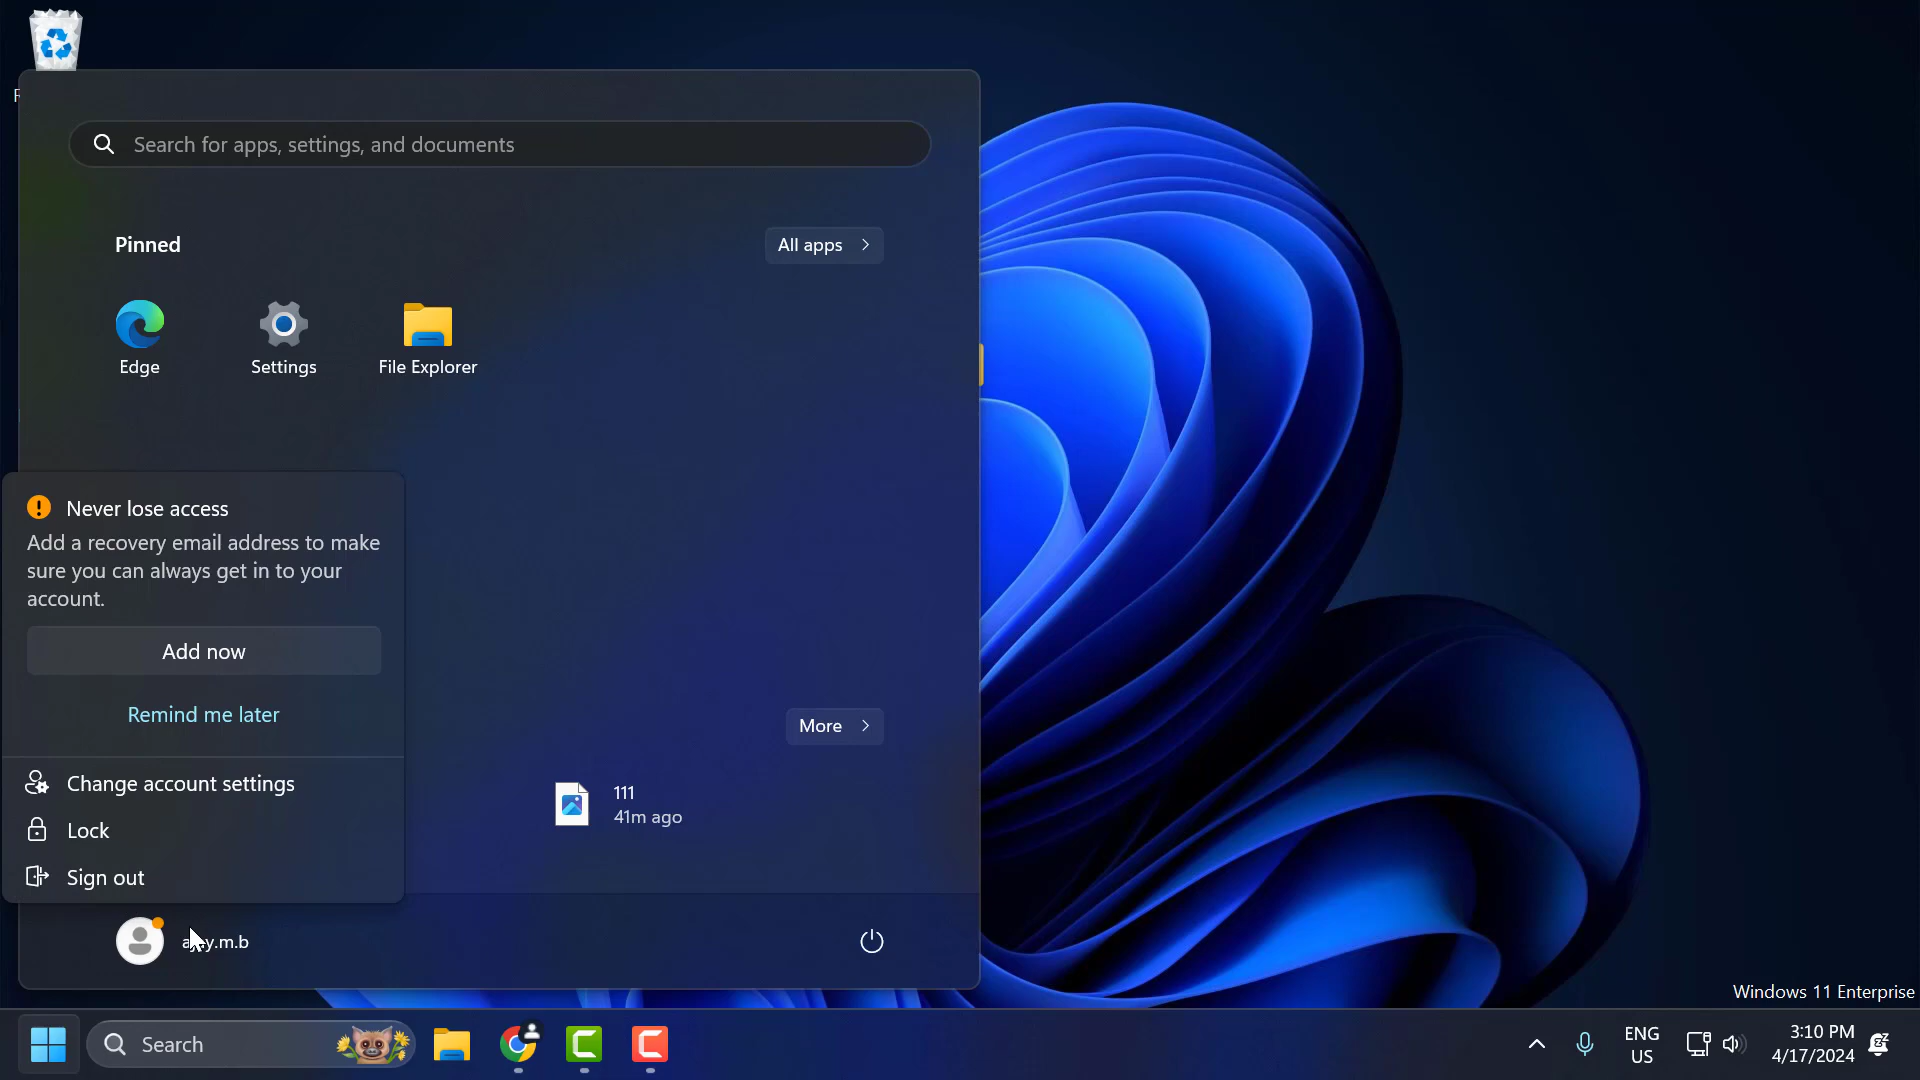 Search for apps, settings, and documents
Pinned
All apps
Edge
Settings
File Explorer
Never lose access
Add a recovery email address to make
sure you can always get in to your
account.
Add now
Remind me later
More
Change account settings
111
41m ago
Lock
Sign out
Windows 11 Enterprise
Search
ENG
US
3:10 PM
4/17/2024